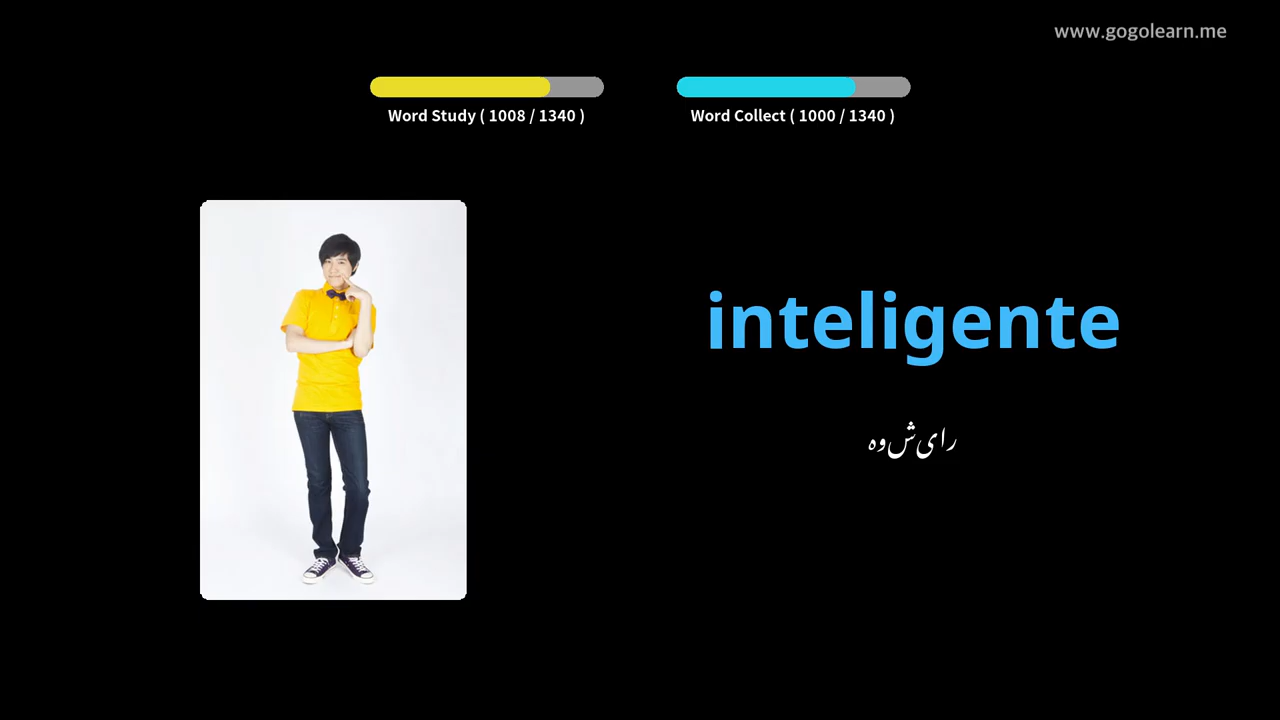 www.gogolearn.me
Word Study ( 1008 / 1340 )
Word Collect ( 1000 / 1340 )
inteligente
رای‌ش‌وه